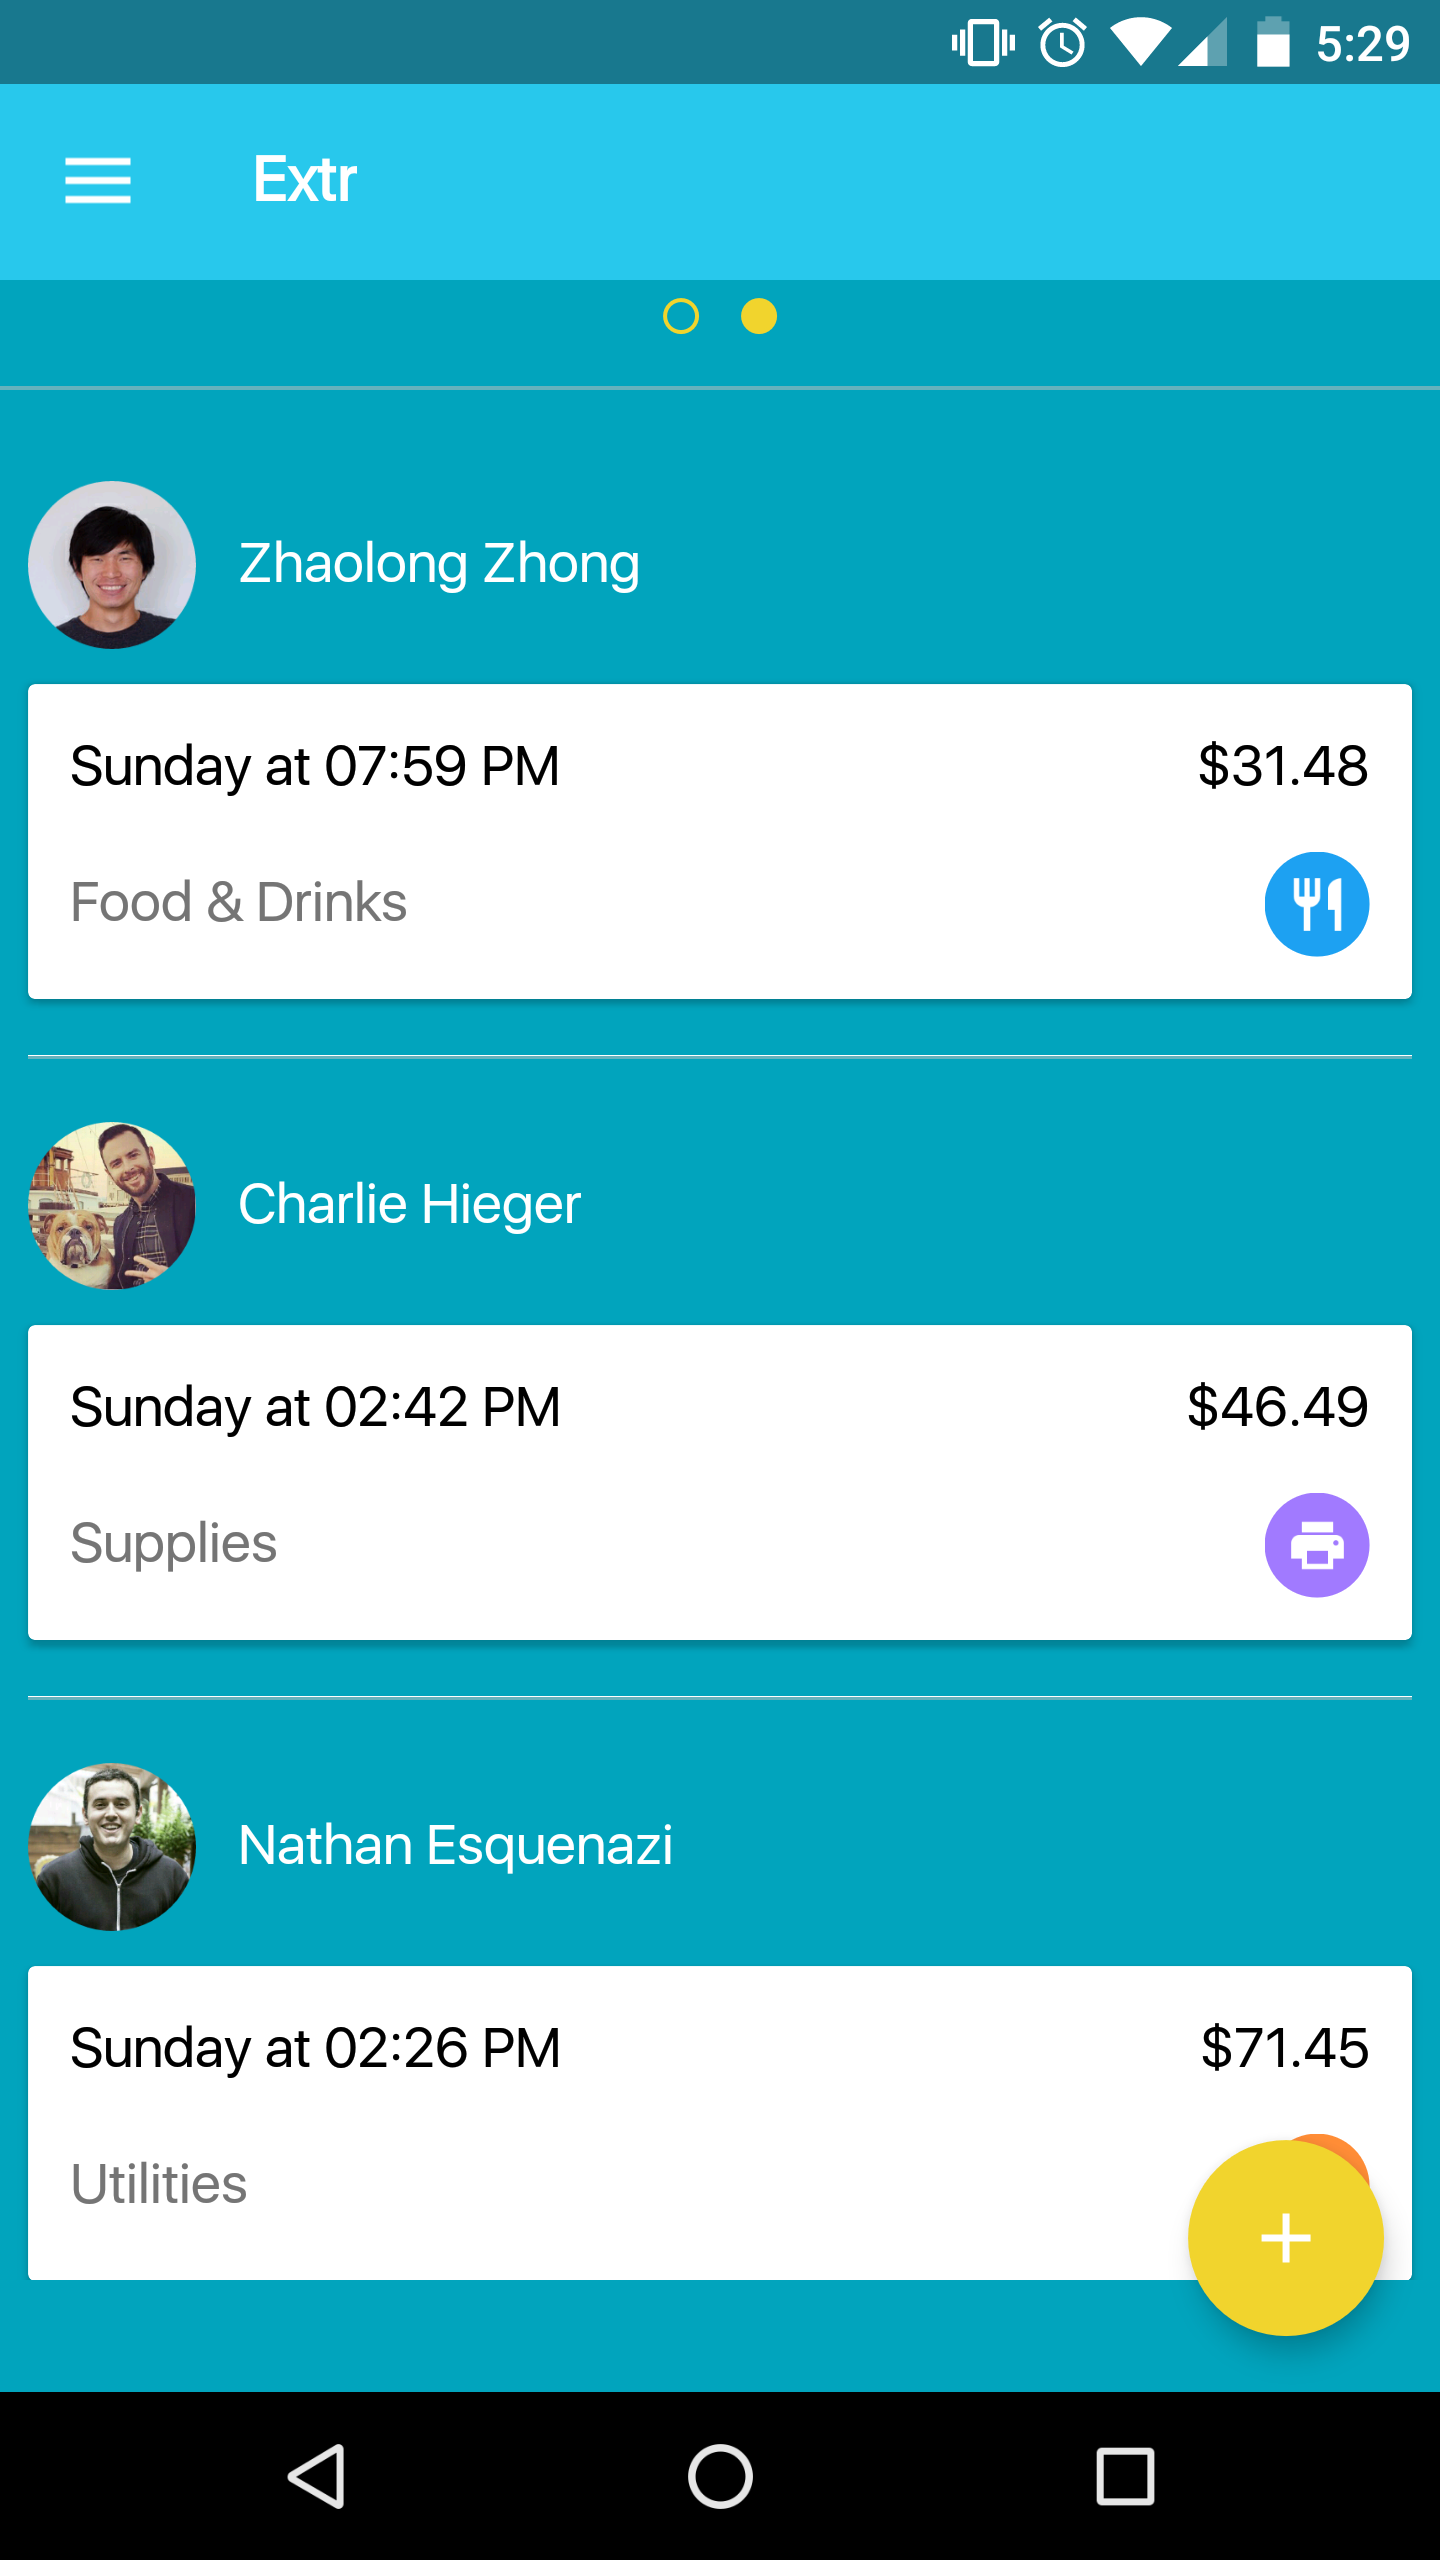 5:29
Extr
Zhaolong Zhong
Sunday at 07:59 PM $31.48
Food & Drinks
Charlie Hieger
Sunday at 02:42 PM $46.49
Supplies
Nathan Esquenazi
Sunday at 02:26 PM $71.45
Utilities